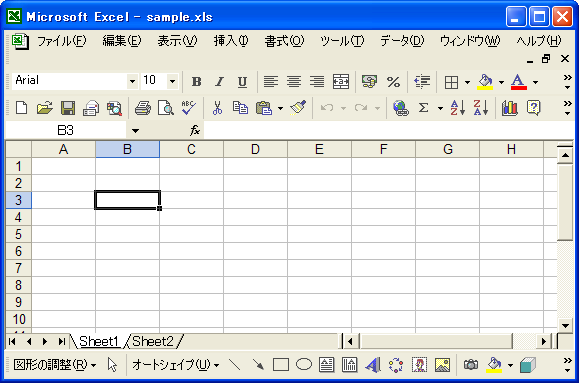 Microsoft Excel - sample.xls
ファイル(F) 編集(E) 表示(V) 挿入(I) 書式(O) ツール(T) データ(D) ウィンドウ(W) ヘルプ(H)
Arial 10 B I U %
ABC Σ A Z Z A
B3 fx
A B C D E F G H
1
2
3
4
5
6
7
8
9
10
Sheet1 Sheet2
図形の調整(R) オートシェイプ(U)